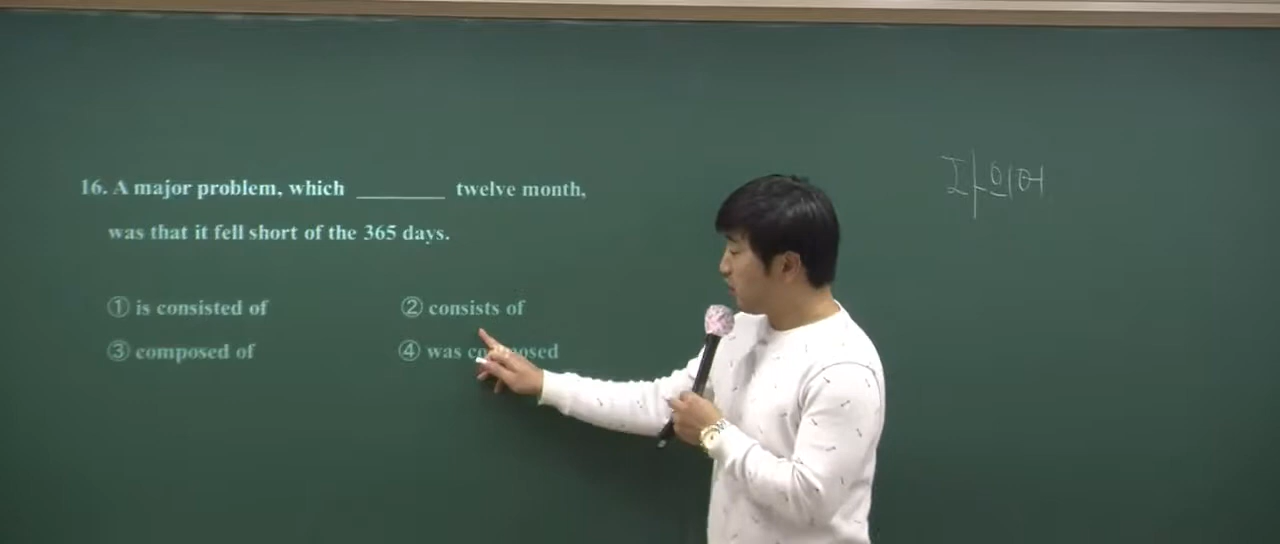 16. A major problem, which ________ twelve month,
was that it fell short of the 365 days.
① is consisted of
② consists of
③ composed of
④ was composed
좌의어